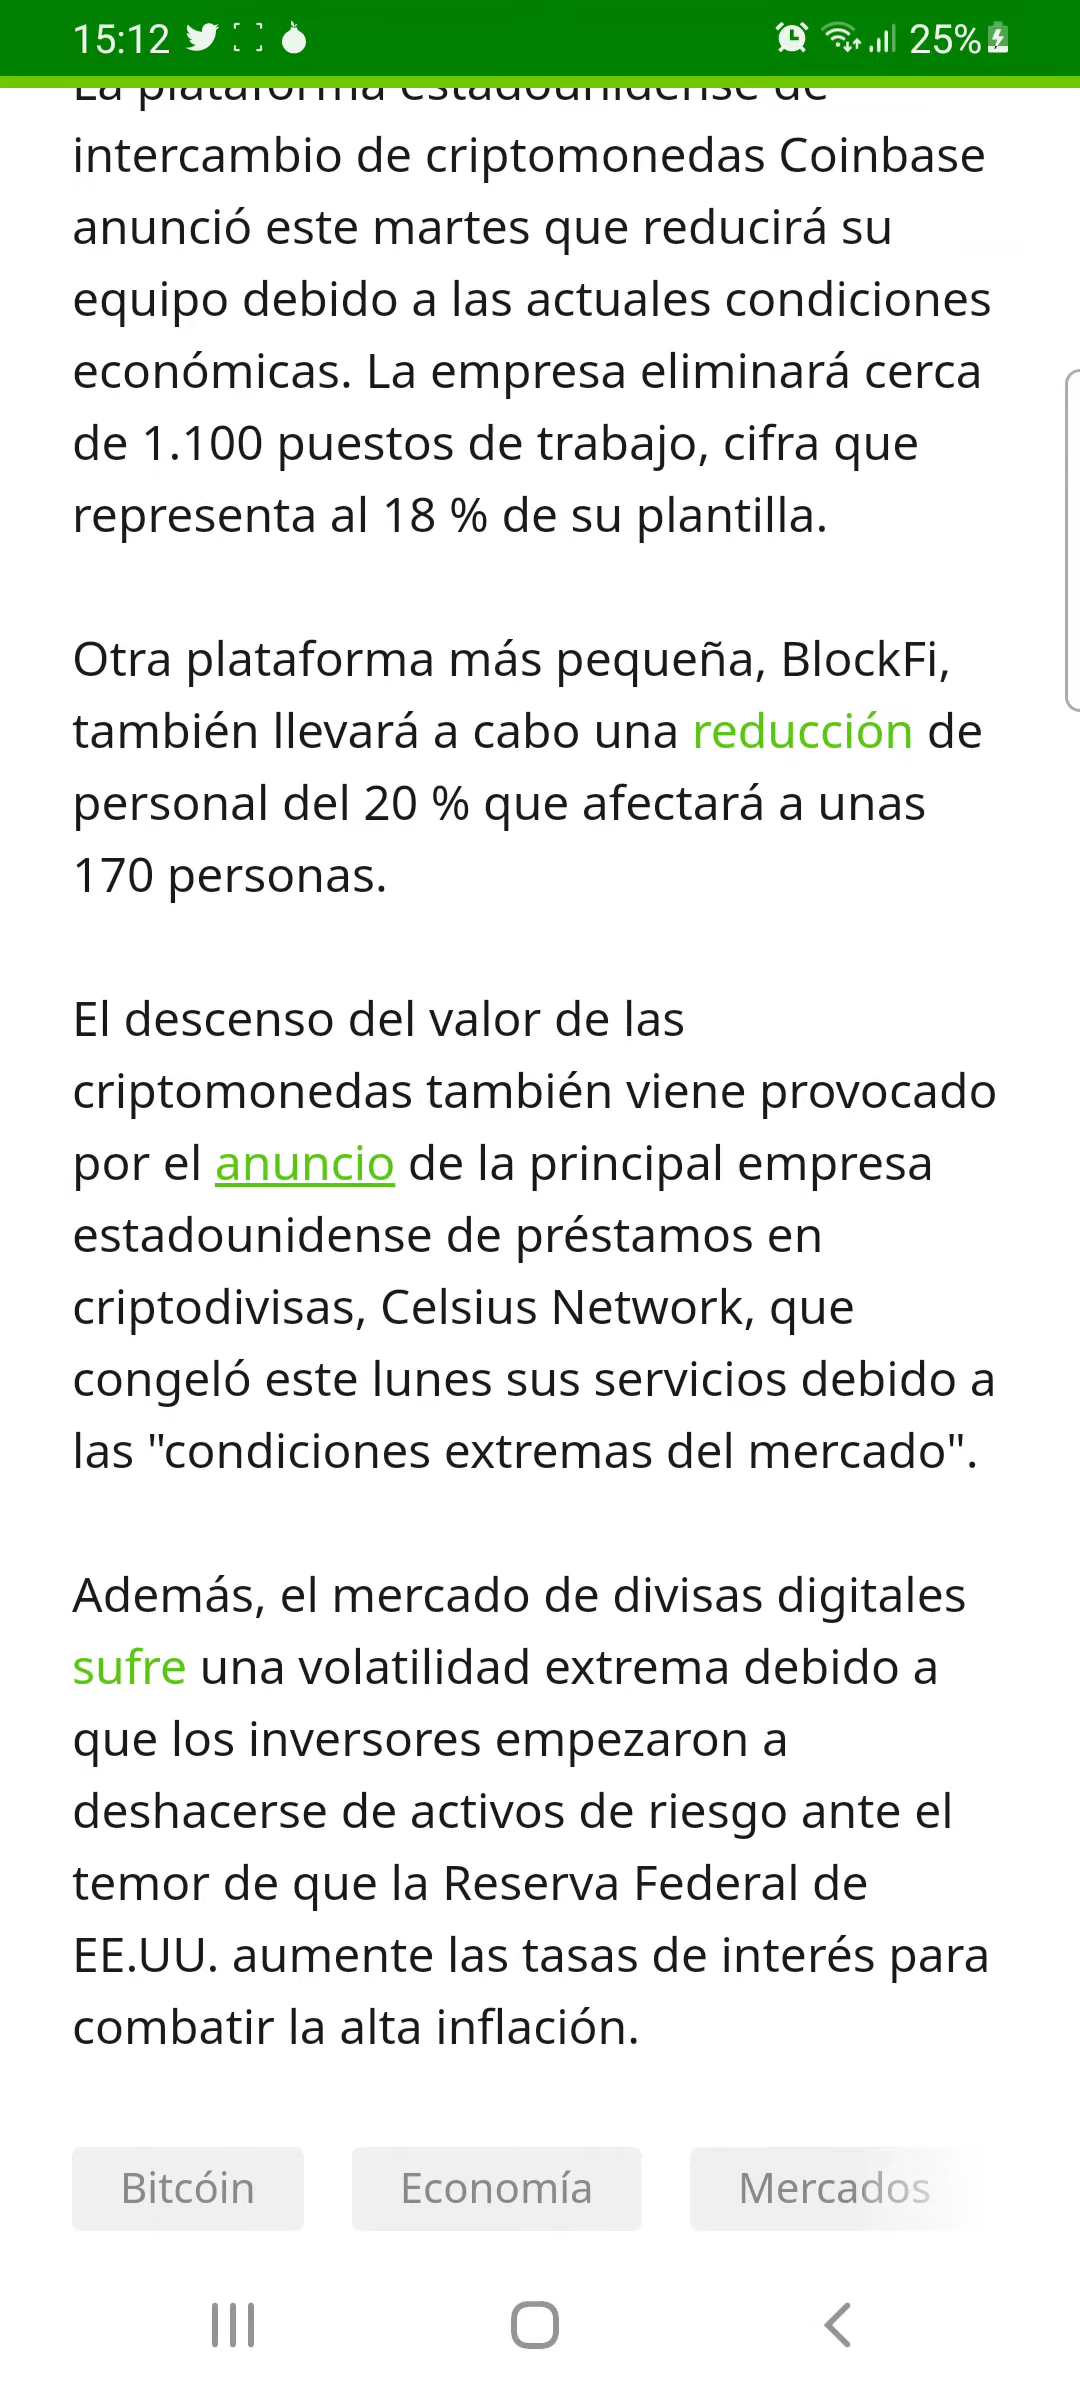 15:12 25%
La plataforma estadounidense de
intercambio de criptomonedas Coinbase
anunció este martes que reducirá su
equipo debido a las actuales condiciones
económicas. La empresa eliminará cerca
de 1.100 puestos de trabajo, cifra que
representa al 18 % de su plantilla.
Otra plataforma más pequeña, BlockFi,
también llevará a cabo una reducción de
personal del 20 % que afectará a unas
170 personas.
El descenso del valor de las
criptomonedas también viene provocado
por el anuncio de la principal empresa
estadounidense de préstamos en
criptodivisas, Celsius Network, que
congeló este lunes sus servicios debido a
las "condiciones extremas del mercado".
Además, el mercado de divisas digitales
sufre una volatilidad extrema debido a
que los inversores empezaron a
deshacerse de activos de riesgo ante el
temor de que la Reserva Federal de
EE.UU. aumente las tasas de interés para
combatir la alta inflación.
Bitcóin Economía Mercados